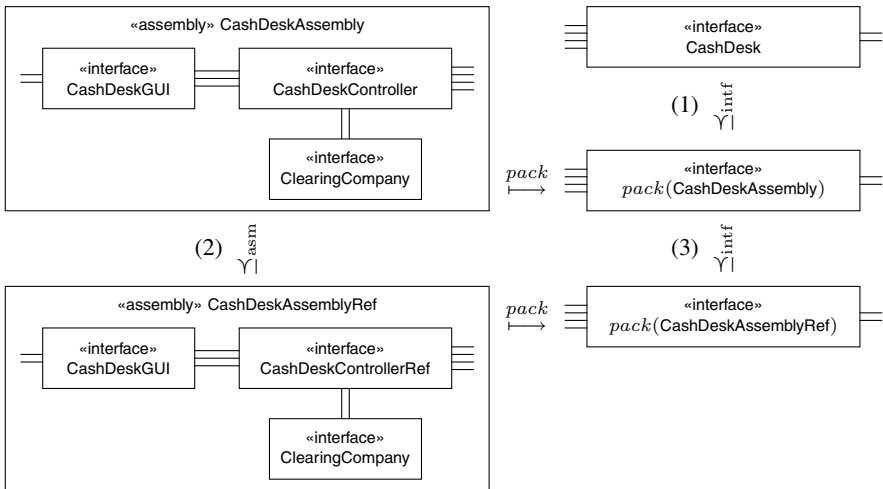 «assembly» CashDeskAssembly
«interface»
CashDeskGUI
«interface»
CashDeskController
«interface»
ClearingCompany
«interface»
CashDesk
(1) ≼intf
pack
⟼
«interface»
pack(CashDeskAssembly)
(2) ≼asm
(3) ≼intf
«assembly» CashDeskAssemblyRef
«interface»
CashDeskGUI
«interface»
CashDeskControllerRef
«interface»
ClearingCompany
pack
⟼
«interface»
pack(CashDeskAssemblyRef)